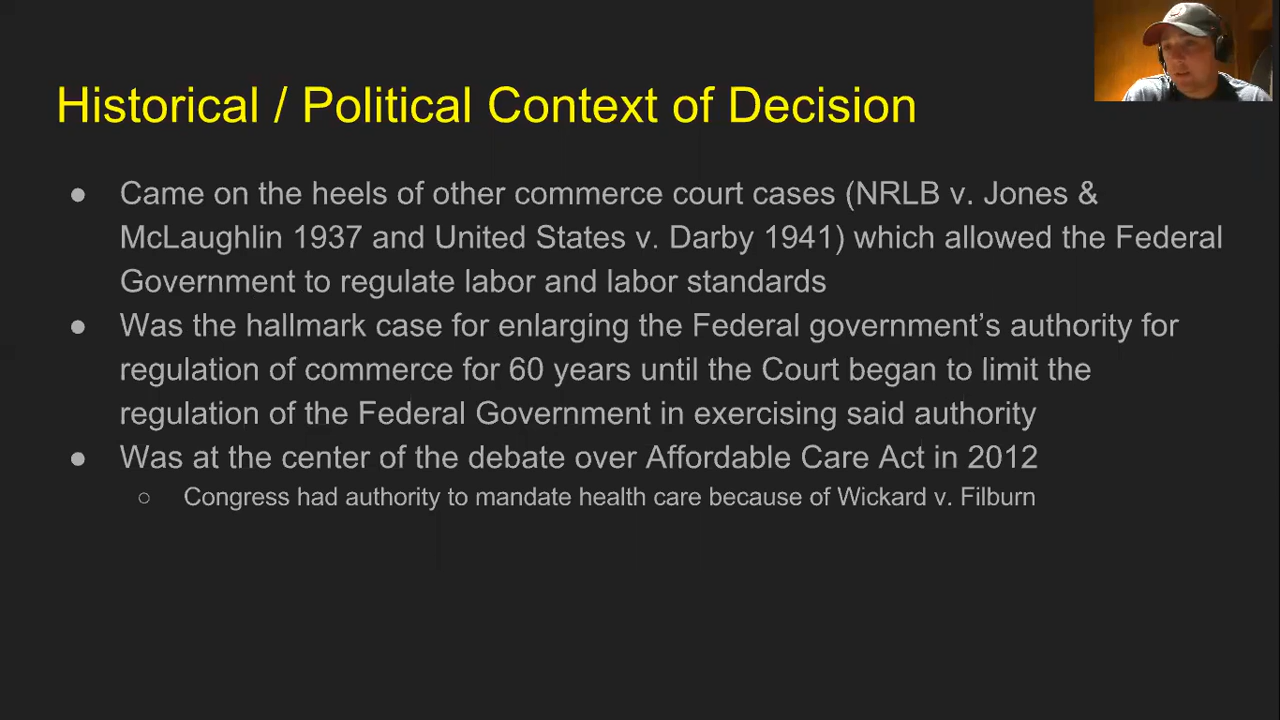 Historical / Political Context of Decision
● Came on the heels of other commerce court cases (NRLB v. Jones &
McLaughlin 1937 and United States v. Darby 1941) which allowed the Federal
Government to regulate labor and labor standards
● Was the hallmark case for enlarging the Federal government’s authority for
regulation of commerce for 60 years until the Court began to limit the
regulation of the Federal Government in exercising said authority
● Was at the center of the debate over Affordable Care Act in 2012
○ Congress had authority to mandate health care because of Wickard v. Filburn